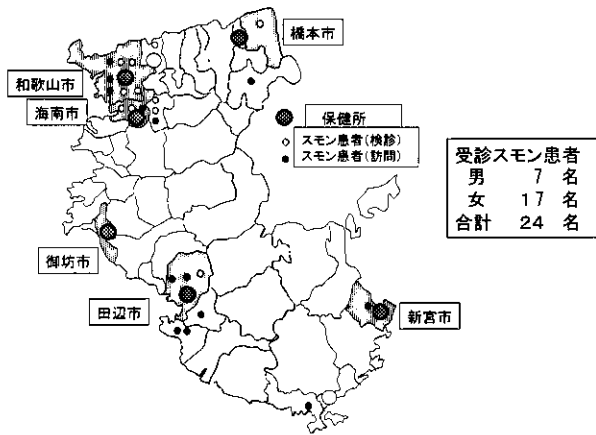 橋本市
和歌山市
海南市
保健所
スモン患者(検診)
スモン患者(訪問)
受診スモン患者
男 7 名
女 17 名
合計 24 名
御坊市
田辺市
新宮市